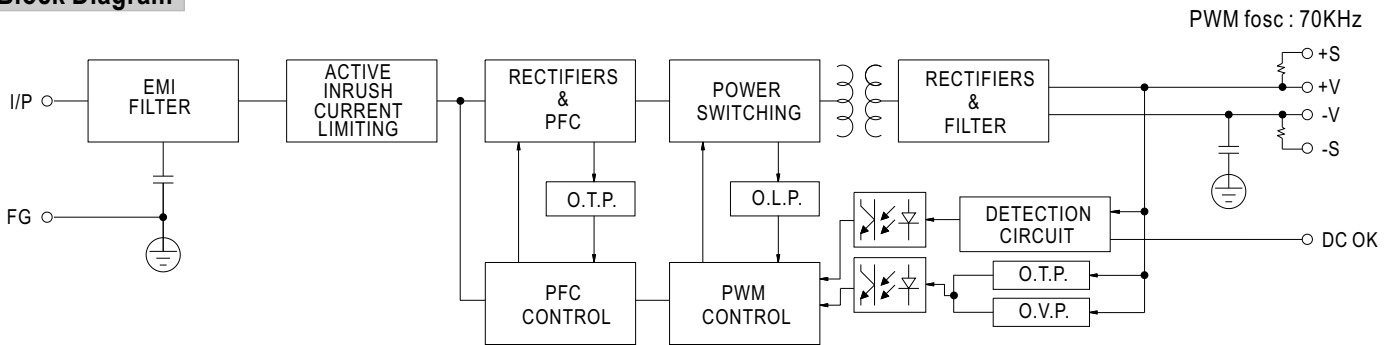 Block Diagram
PWM fosc : 70KHz
I/P
EMI
FILTER
ACTIVE
INRUSH
CURRENT
LIMITING
RECTIFIERS
&
PFC
POWER
SWITCHING
RECTIFIERS
&
FILTER
+S
+V
-V
-S
FG
O.T.P.
O.L.P.
DETECTION
CIRCUIT
DC OK
PFC
CONTROL
PWM
CONTROL
O.T.P.
O.V.P.